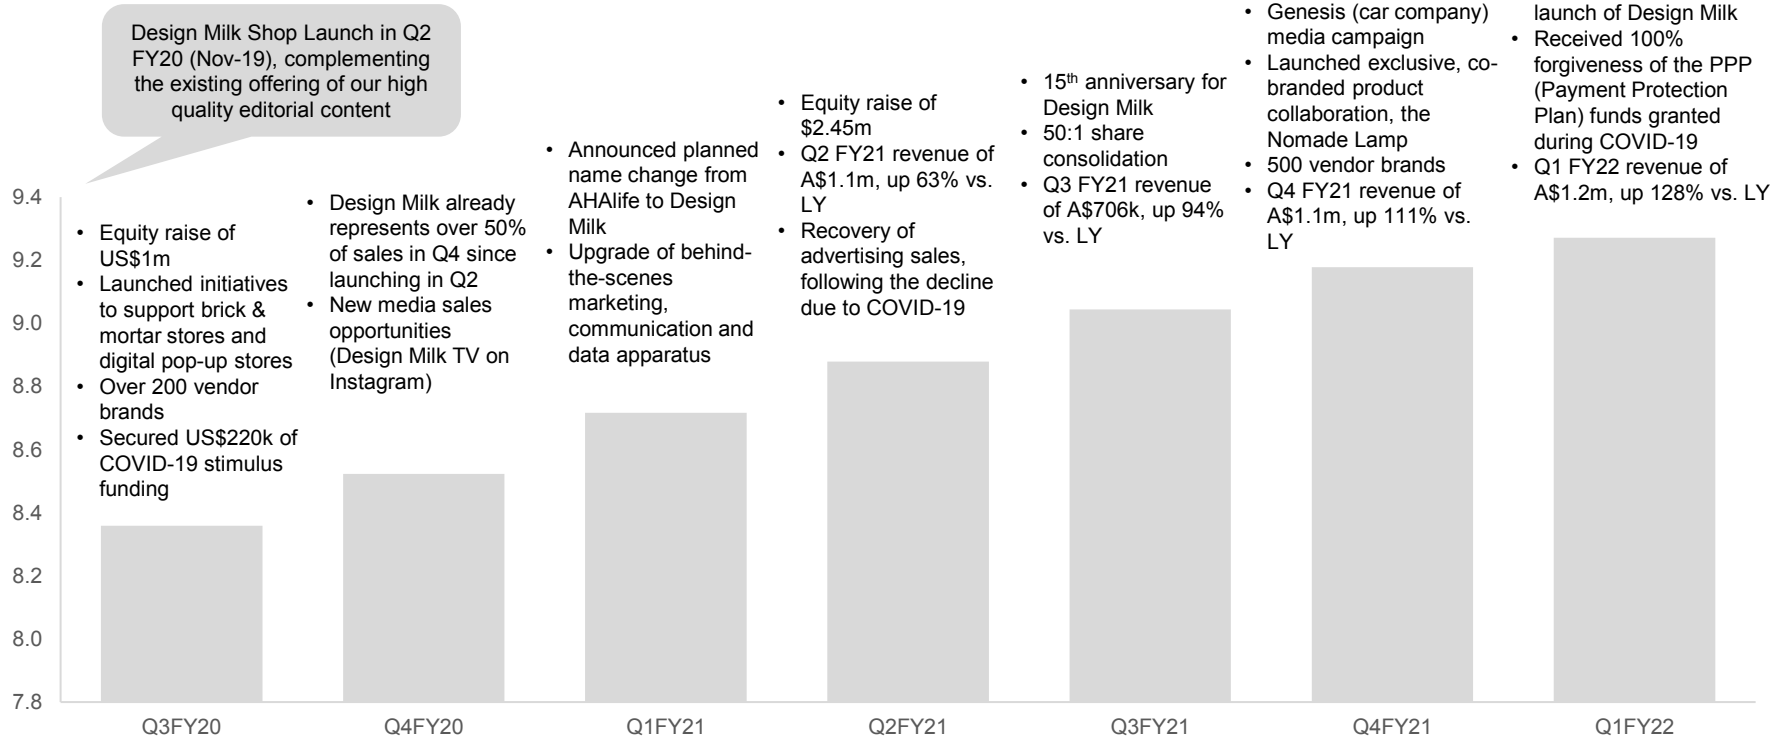 Design Milk Shop Launch in Q2
FY20 (Nov-19), complementing
the existing offering of our high
quality editorial content
• Equity raise of
US$1m
• Launched initiatives
to support brick &
mortar stores and
digital pop-up stores
• Over 200 vendor
brands
• Secured US$220k of
COVID-19 stimulus
funding
• Design Milk already
represents over 50%
of sales in Q4 since
launching in Q2
• New media sales
opportunities
(Design Milk TV on
Instagram)
• Announced planned
name change from
AHAlife to Design
Milk
• Upgrade of behind-
the-scenes
marketing,
communication and
data apparatus
• Equity raise of
$2.45m
• Q2 FY21 revenue of
A$1.1m, up 63% vs.
LY
• Recovery of
advertising sales,
following the decline
due to COVID-19
• 15th anniversary for
Design Milk
• 50:1 share
consolidation
• Q3 FY21 revenue
of A$706k, up 94%
vs. LY
• Genesis (car company)
media campaign
• Launched exclusive, co-
branded product
collaboration, the
Nomade Lamp
• 500 vendor brands
• Q4 FY21 revenue of
A$1.1m, up 111% vs.
LY
launch of Design Milk
• Received 100%
forgiveness of the PPP
(Payment Protection
Plan) funds granted
during COVID-19
• Q1 FY22 revenue of
A$1.2m, up 128% vs. LY
9.4
9.2
9.0
8.8
8.6
8.4
8.2
8.0
7.8
Q3FY20
Q4FY20
Q1FY21
Q2FY21
Q3FY21
Q4FY21
Q1FY22